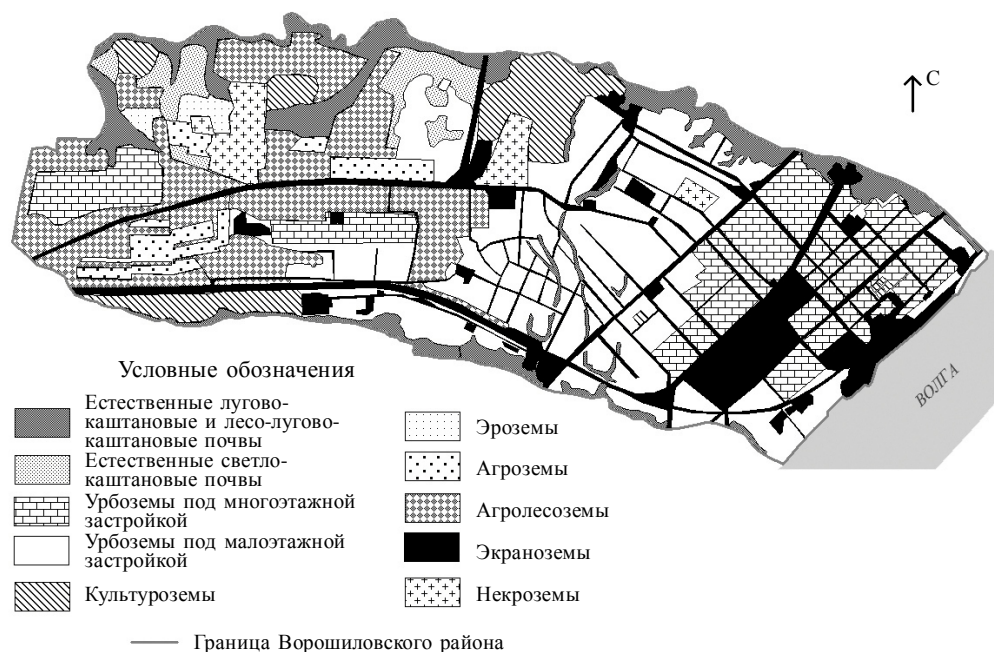 С
ВОЛГА
Условные обозначения
Естественные лугово-
каштановые и лесо-лугово-
каштановые почвы
Естественные светло-
каштановые почвы
Урбоземы под многоэтажной
застройкой
Урбоземы под малоэтажной
застройкой
Культуроземы
Эроземы
Агроземы
Агролесоземы
Экраноземы
Некроземы
Граница Ворошиловского района